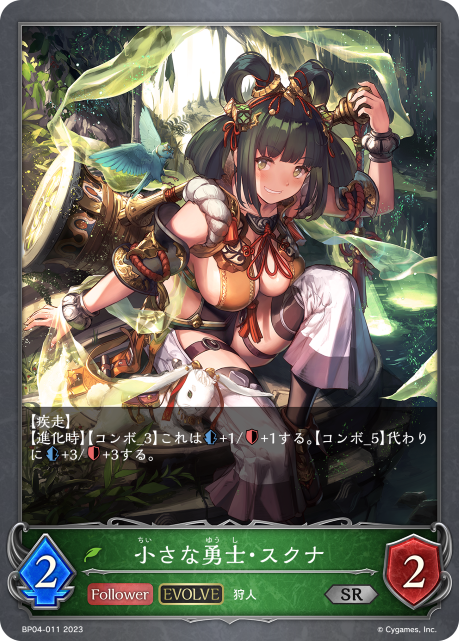 【疾走】
【進化時】【コンボ_3】これは+1/+1する。【コンボ_5】代わり
に+3/+3する。
ちい ゆうし
小さな勇士・スクナ
2
Follower EVOLVE 狩人 SR
2
BP04-011 2023 © Cygames, Inc.